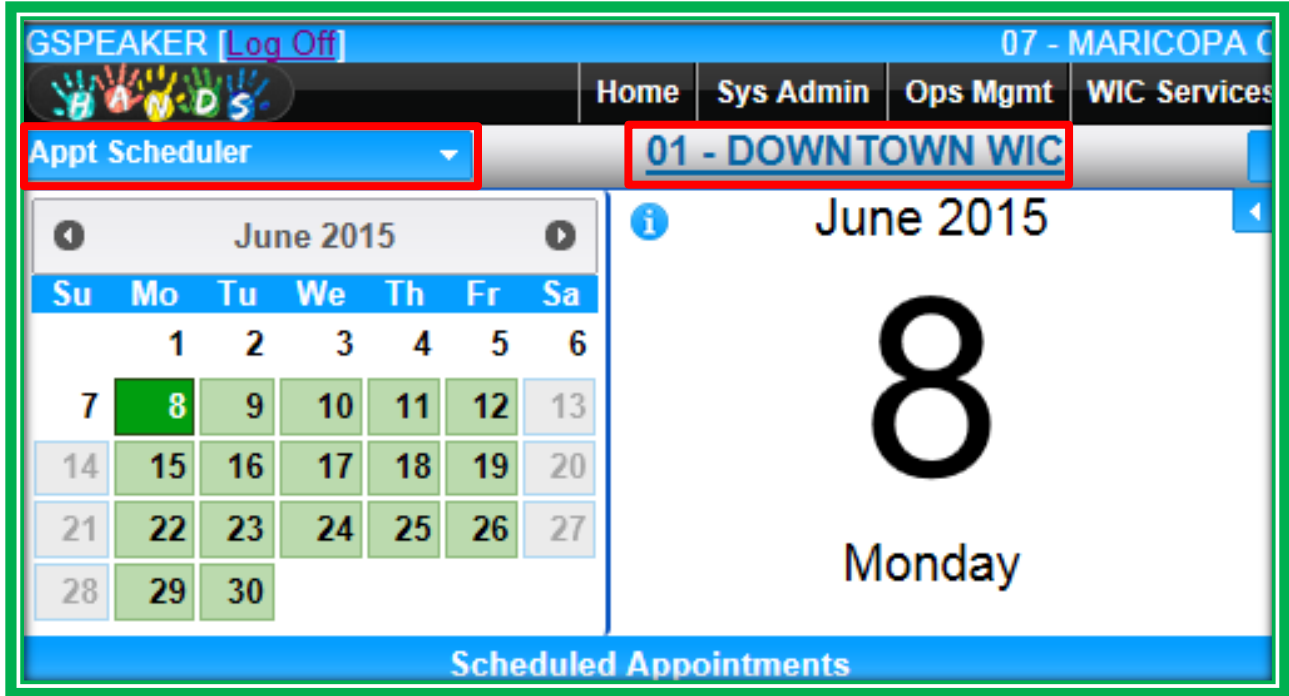 GSPEAKER [Log Off] 07 - MARICOPA C
HANDS Home Sys Admin Ops Mgmt WIC Services
Appt Scheduler 01 - DOWNTOWN WIC
June 2015
Su Mo Tu We Th Fr Sa
1 2 3 4 5 6
7 8 9 10 11 12 13
14 15 16 17 18 19 20
21 22 23 24 25 26 27
28 29 30
i
June 2015
8
Monday
Scheduled Appointments